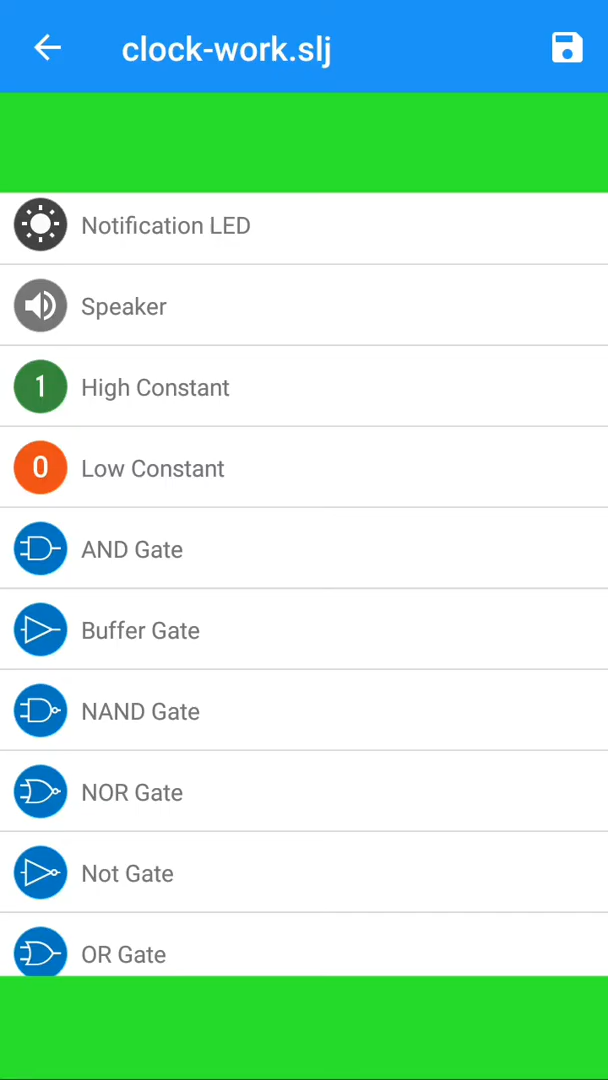 clock-work.slj
Notification LED
Speaker
1 High Constant
0 Low Constant
AND Gate
Buffer Gate
NAND Gate
NOR Gate
Not Gate
OR Gate